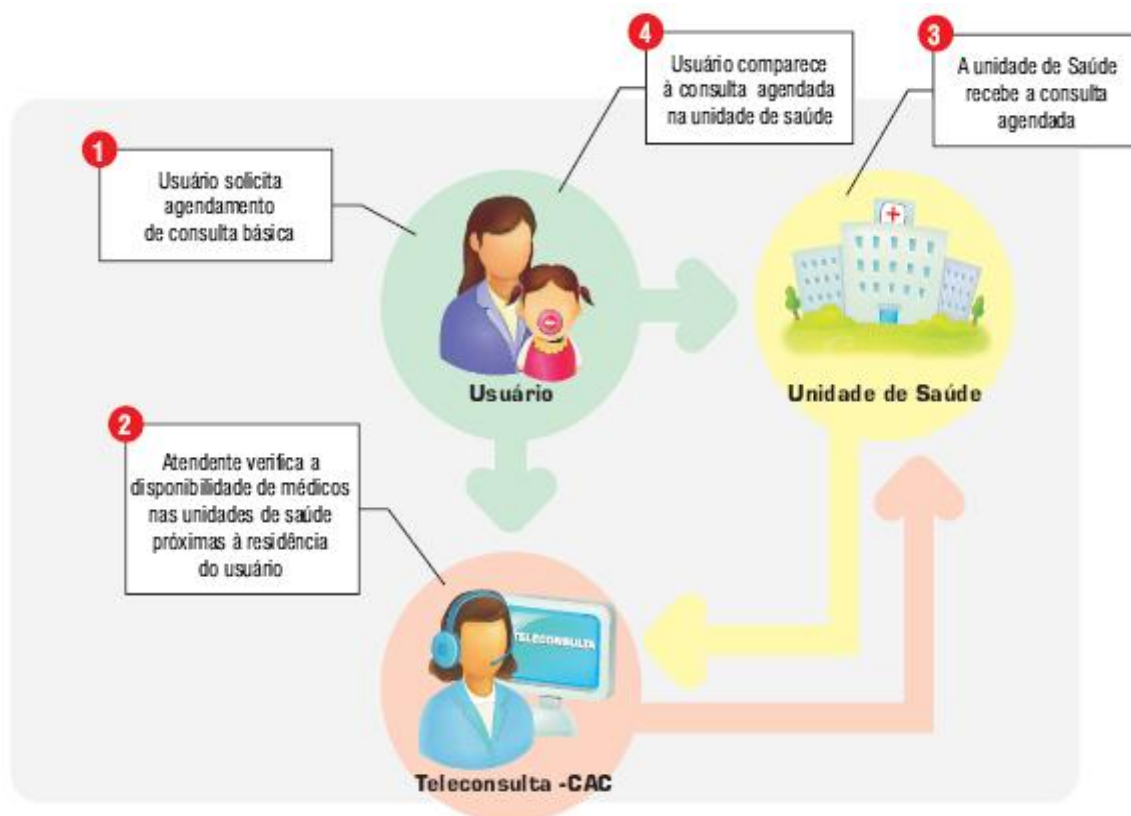 1
Usuário solicita
agendamento
de consulta básica
2
Atendente verifica a
disponibilidade de médicos
nas unidades de saúde
próximas à residência
do usuário
3
A unidade de Saúde
recebe a consulta
agendada
4
Usuário comparece
à consulta agendada
na unidade de saúde
Usuário
Unidade de Saúde
TELECONSULTA
Teleconsulta -CAC